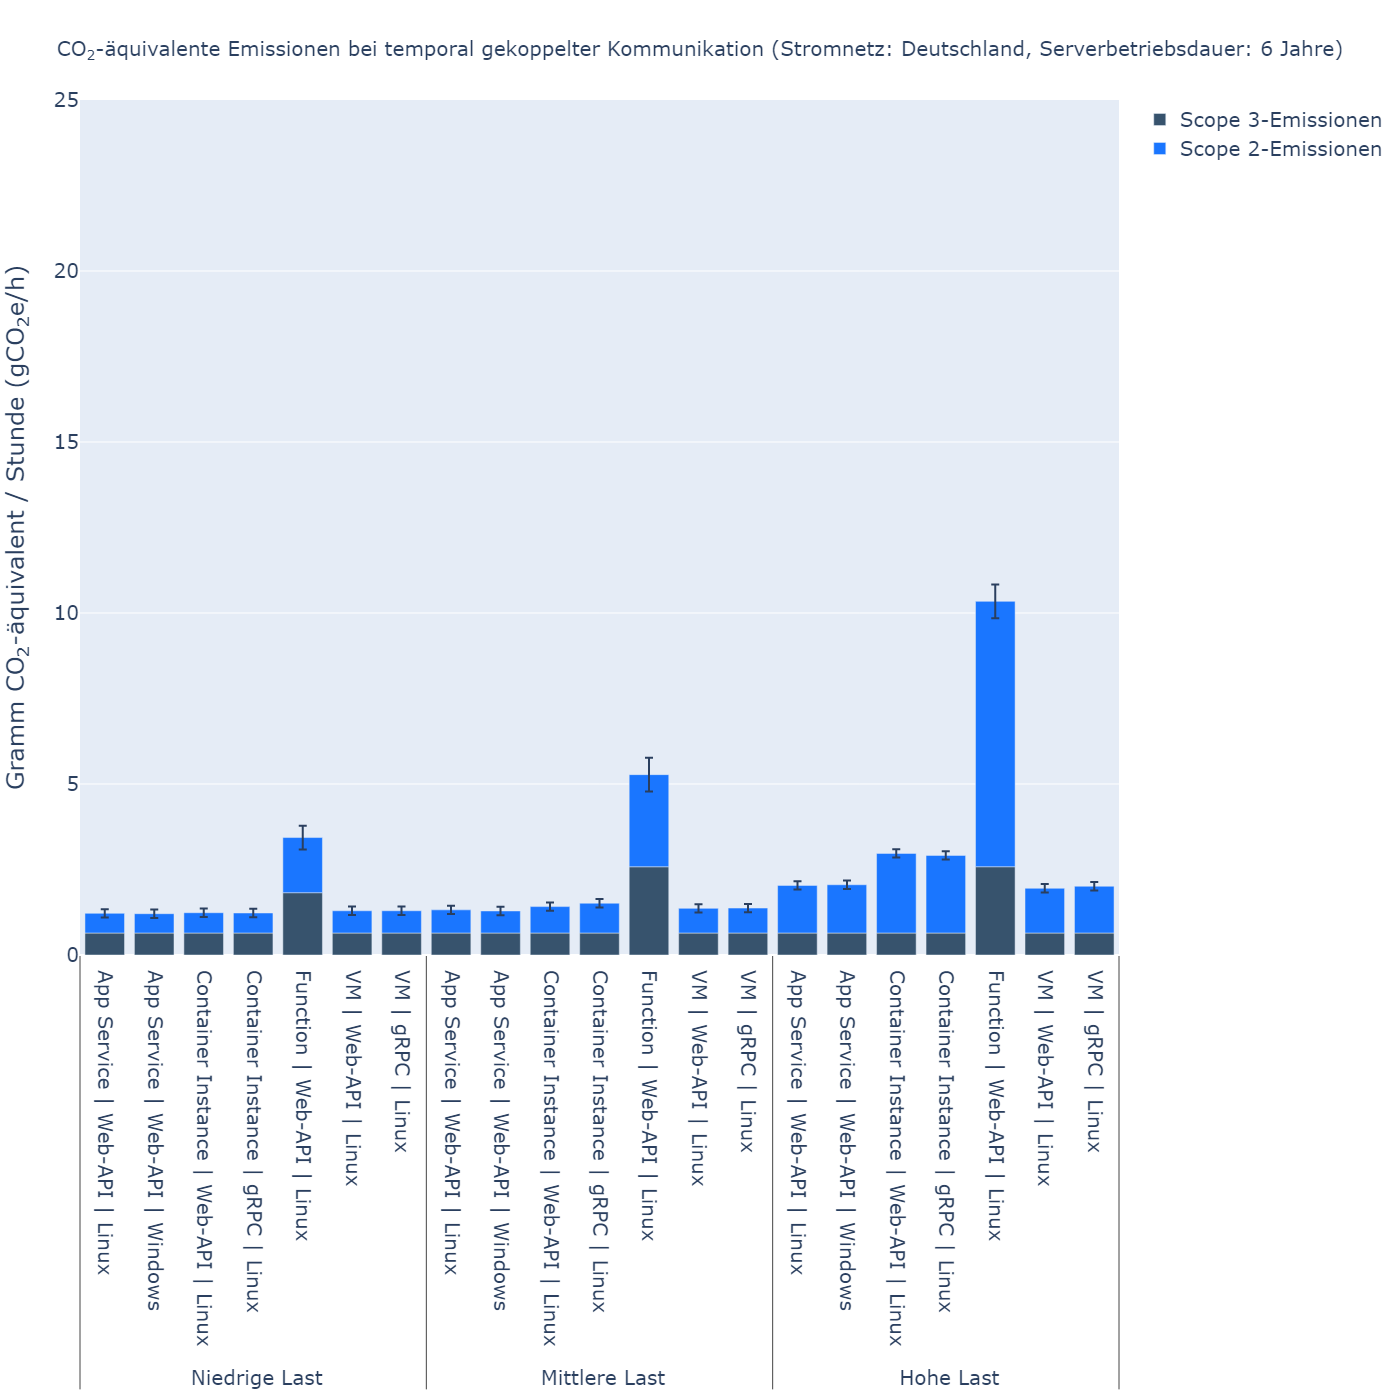 CO₂-äquivalente Emissionen bei temporal gekoppelter Kommunikation (Stromnetz: Deutschland, Serverbetriebsdauer: 6 Jahre)
Scope 3-Emissionen
Scope 2-Emissionen
Gramm CO₂-äquivalent / Stunde (gCO₂e/h)
25
20
15
10
5
0
App Service | Web-API | Linux
App Service | Web-API | Windows
Container Instance | Web-API | Linux
Container Instance | gRPC | Linux
Function | Web-API | Linux
VM | Web-API | Linux
VM | gRPC | Linux
App Service | Web-API | Linux
App Service | Web-API | Windows
Container Instance | Web-API | Linux
Container Instance | gRPC | Linux
Function | Web-API | Linux
VM | Web-API | Linux
VM | gRPC | Linux
App Service | Web-API | Linux
App Service | Web-API | Windows
Container Instance | Web-API | Linux
Container Instance | gRPC | Linux
Function | Web-API | Linux
VM | Web-API | Linux
VM | gRPC | Linux
Niedrige Last
Mittlere Last
Hohe Last